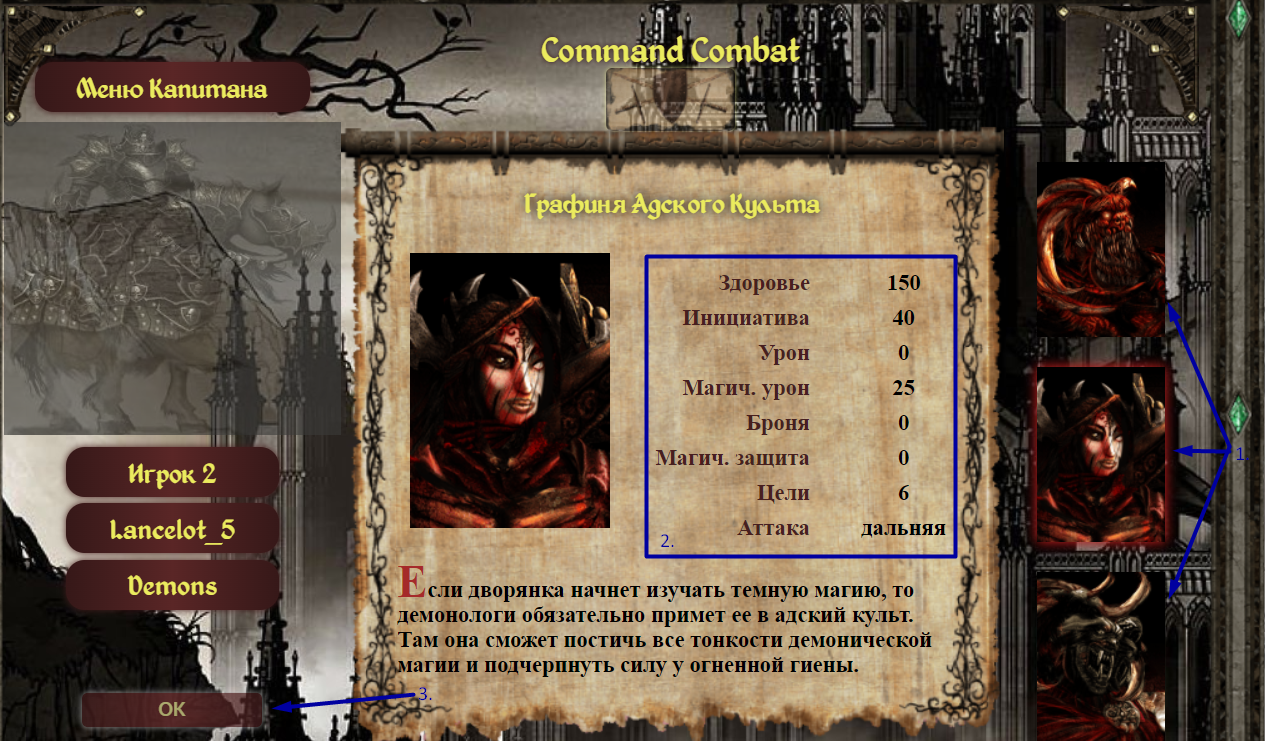 Command Combat
Меню Капитана
Графиня Адского Культа
Здоровье 150
Инициатива 40
Урон 0
Магич. урон 25
Броня 0
Магич. защита 0
Цели 6
Аттака дальняя
2.
1.
Игрок 2
Lancelot_5
Demons
Если дворянка начнет изучать темную магию, то
демонологи обязательно примет ее в адский культ.
Там она сможет постичь все тонкости демонической
магии и подчерпнуть силу у огненной гиены.
3.
OK